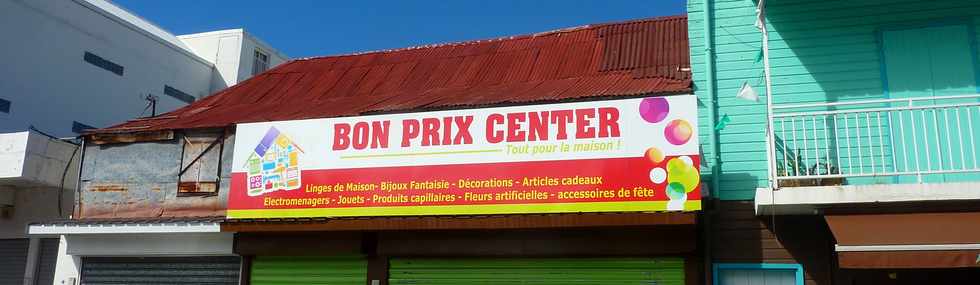 BON PRIX CENTER
Tout pour la maison !
Linges de Maison- Bijoux Fantaisie - Décorations - Articles cadeaux
Electromenagers - Jouets - Produits capillaires - Fleurs artificielles - accessoires de fête